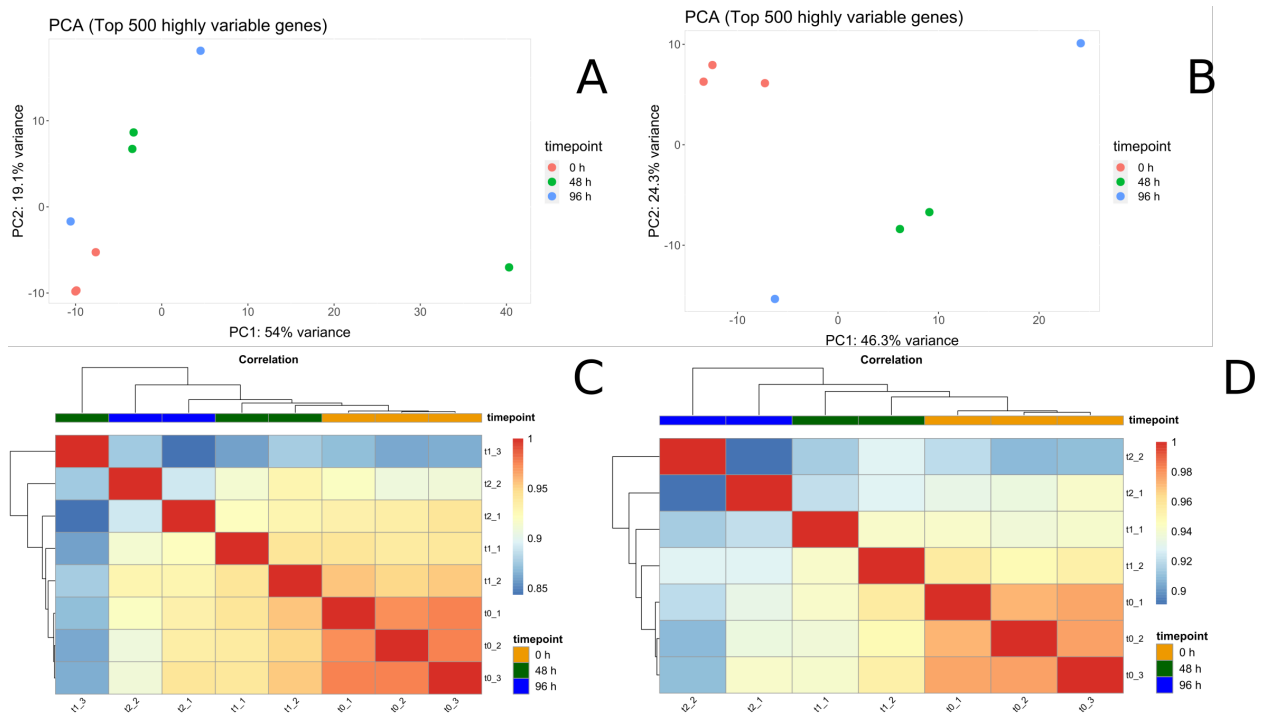 PCA (Top 500 highly variable genes)
A
10
0
-10
PC2: 19.1% variance
-10
0
10
20
30
40
PC1: 54% variance
timepoint
0 h
48 h
96 h
PCA (Top 500 highly variable genes)
B
10
0
-10
PC2: 24.3% variance
-10
0
10
20
PC1: 46.3% variance
timepoint
0 h
48 h
96 h
Correlation
C
timepoint
t1_3
t2_2
t2_1
t1_1
t1_2
t0_1
t0_2
t0_3
t1_3
t2_2
t2_1
t1_1
t1_2
t0_1
t0_2
t0_3
1
0.95
0.9
0.85
timepoint
0 h
48 h
96 h
Correlation
D
timepoint
t2_2
t2_1
t1_1
t1_2
t0_1
t0_2
t0_3
t2_2
t2_1
t1_1
t1_2
t0_1
t0_2
t0_3
1
0.98
0.96
0.94
0.92
0.9
timepoint
0 h
48 h
96 h